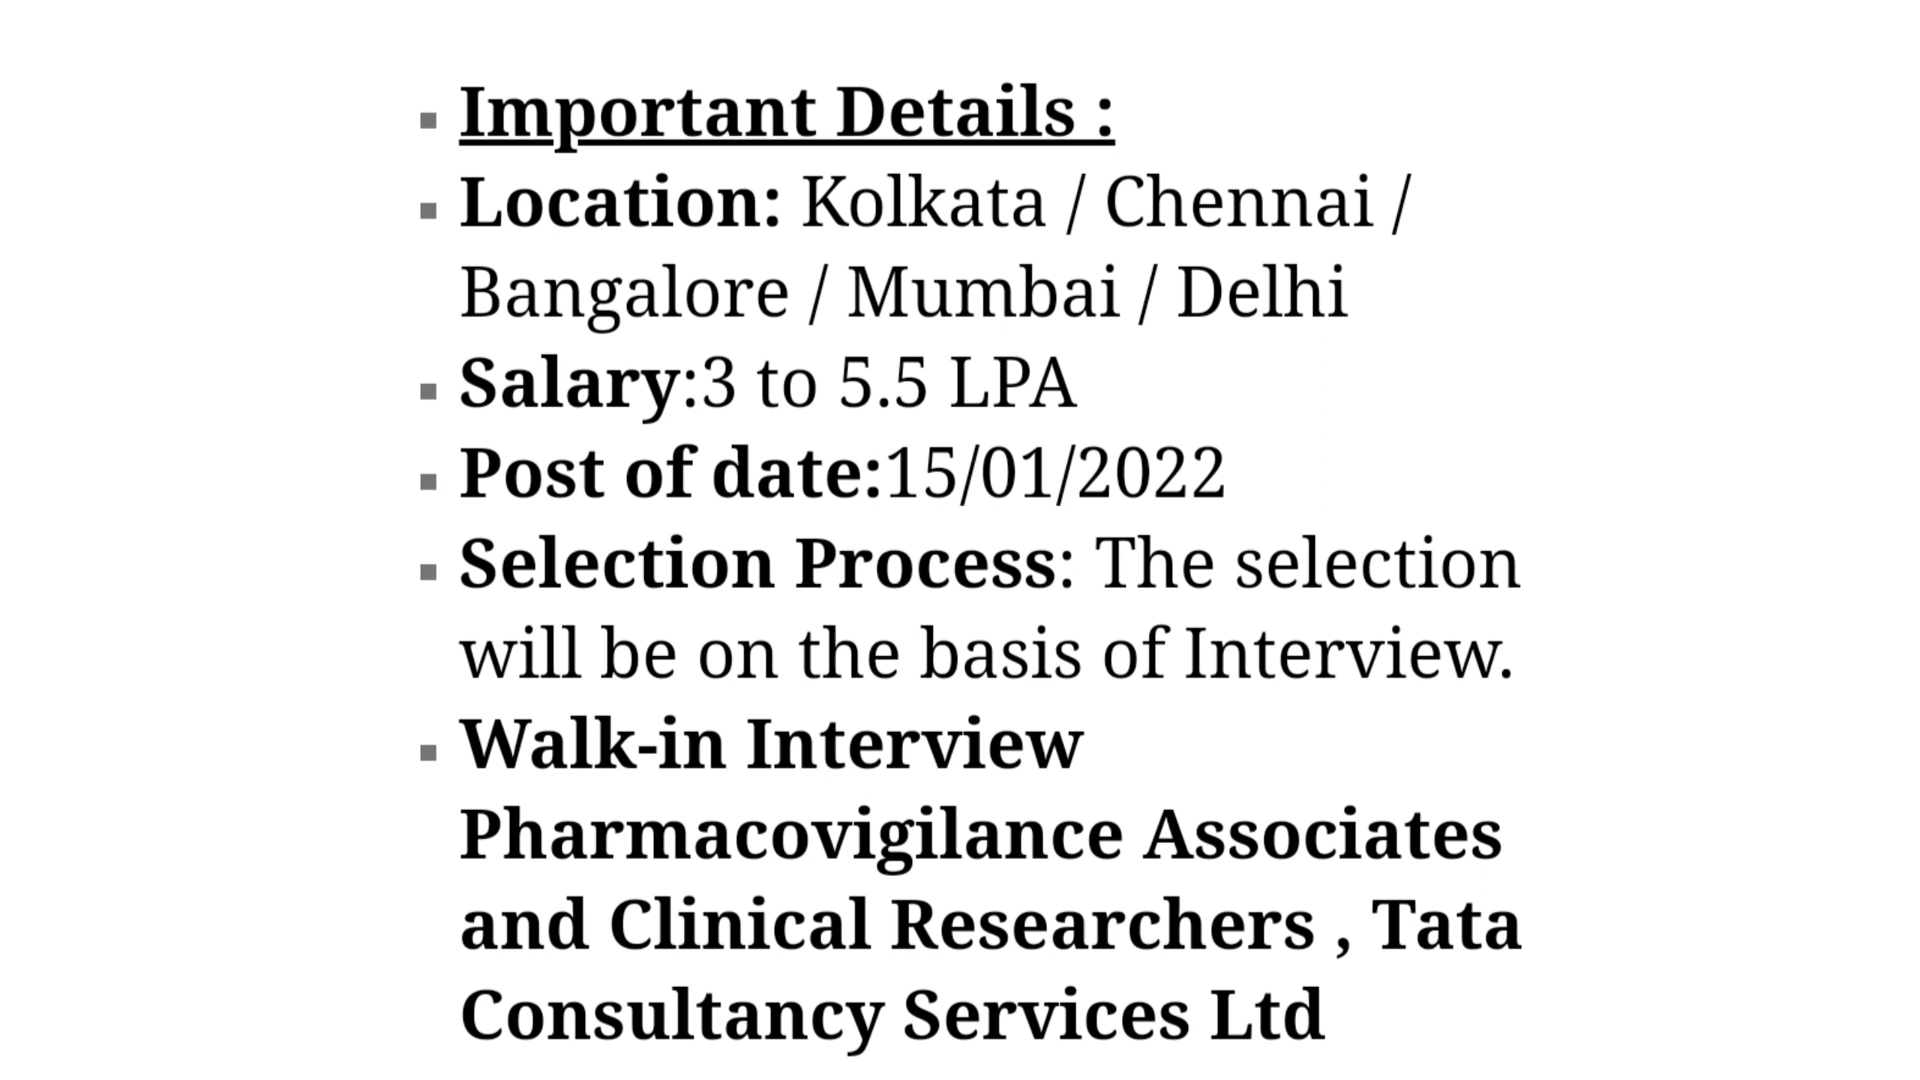 Important Details :
Location: Kolkata / Chennai /
Bangalore / Mumbai / Delhi
Salary:3 to 5.5 LPA
Post of date:15/01/2022
Selection Process: The selection
will be on the basis of Interview.
Walk-in Interview
Pharmacovigilance Associates
and Clinical Researchers , Tata
Consultancy Services Ltd